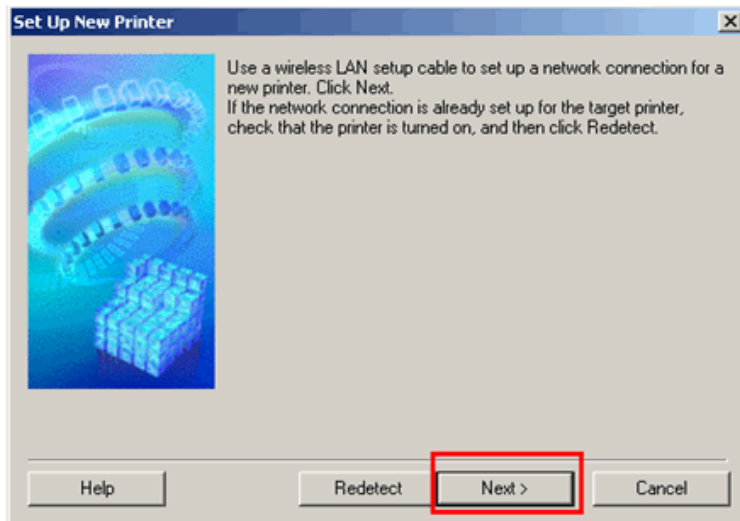 Set Up New Printer
Use a wireless LAN setup cable to set up a network connection for a
new printer. Click Next.
If the network connection is already set up for the target printer,
check that the printer is turned on, and then click Redetect.
Help
Redetect
Next >
Cancel